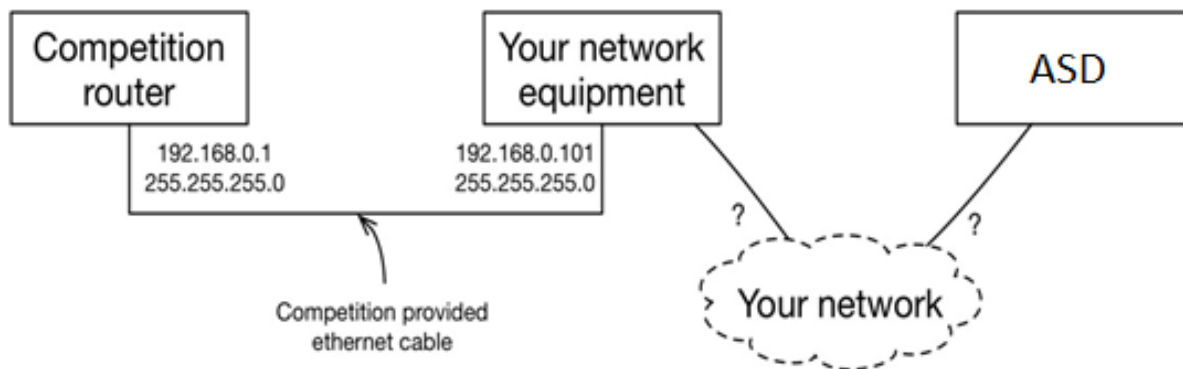 Competition
router
Your network
equipment
ASD
192.168.0.1
255.255.255.0
192.168.0.101
255.255.255.0
?
?
Your network
Competition provided
ethernet cable